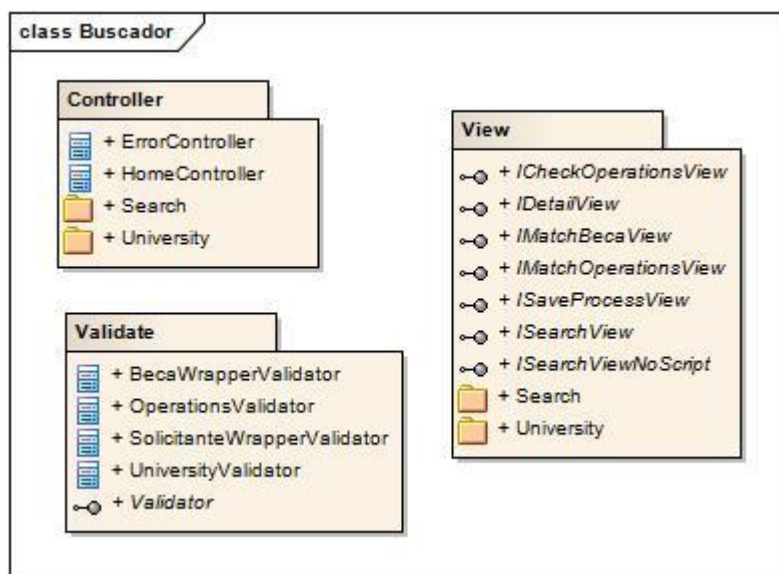 class Buscador
Controller
+ ErrorController
+ HomeController
+ Search
+ University
View
+ ICheckOperationsView
+ IDetailView
+ IMatchBecaView
+ IMatchOperationsView
+ ISaveProcessView
+ ISearchView
+ ISearchViewNoScript
+ Search
+ University
Validate
+ BecaWrapperValidator
+ OperationsValidator
+ SolicitanteWrapperValidator
+ UniversityValidator
+ Validator